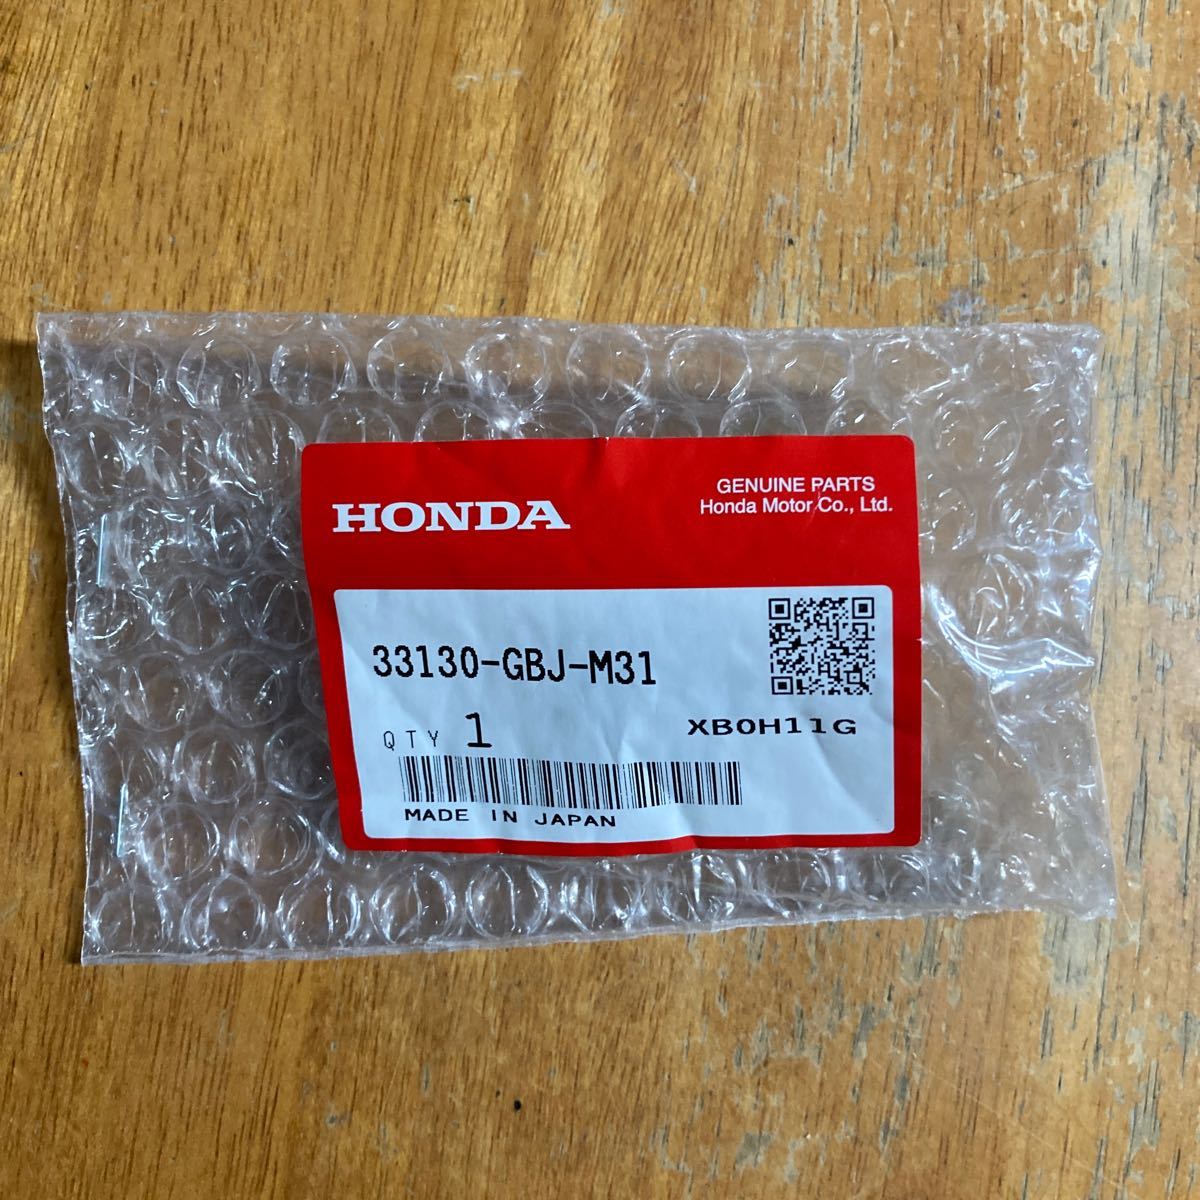 HONDA
GENUINE PARTS
Honda Motor Co., Ltd.
33130-GBJ-M31
QTY 1
XB0H11G
MADE IN JAPAN